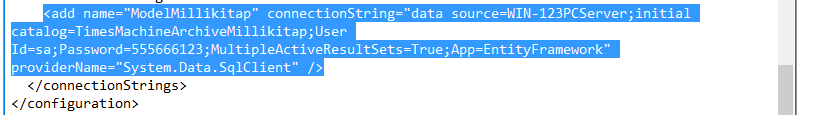 <add name="ModelMillikitap" connectionString="data source=WIN-123PCServer;initial
catalog=TimesMachineArchiveMillikitap;User
Id=sa;Password=555666123;MultipleActiveResultSets=True;App=EntityFramework"
providerName="System.Data.SqlClient" />
</connectionStrings>
</configuration>